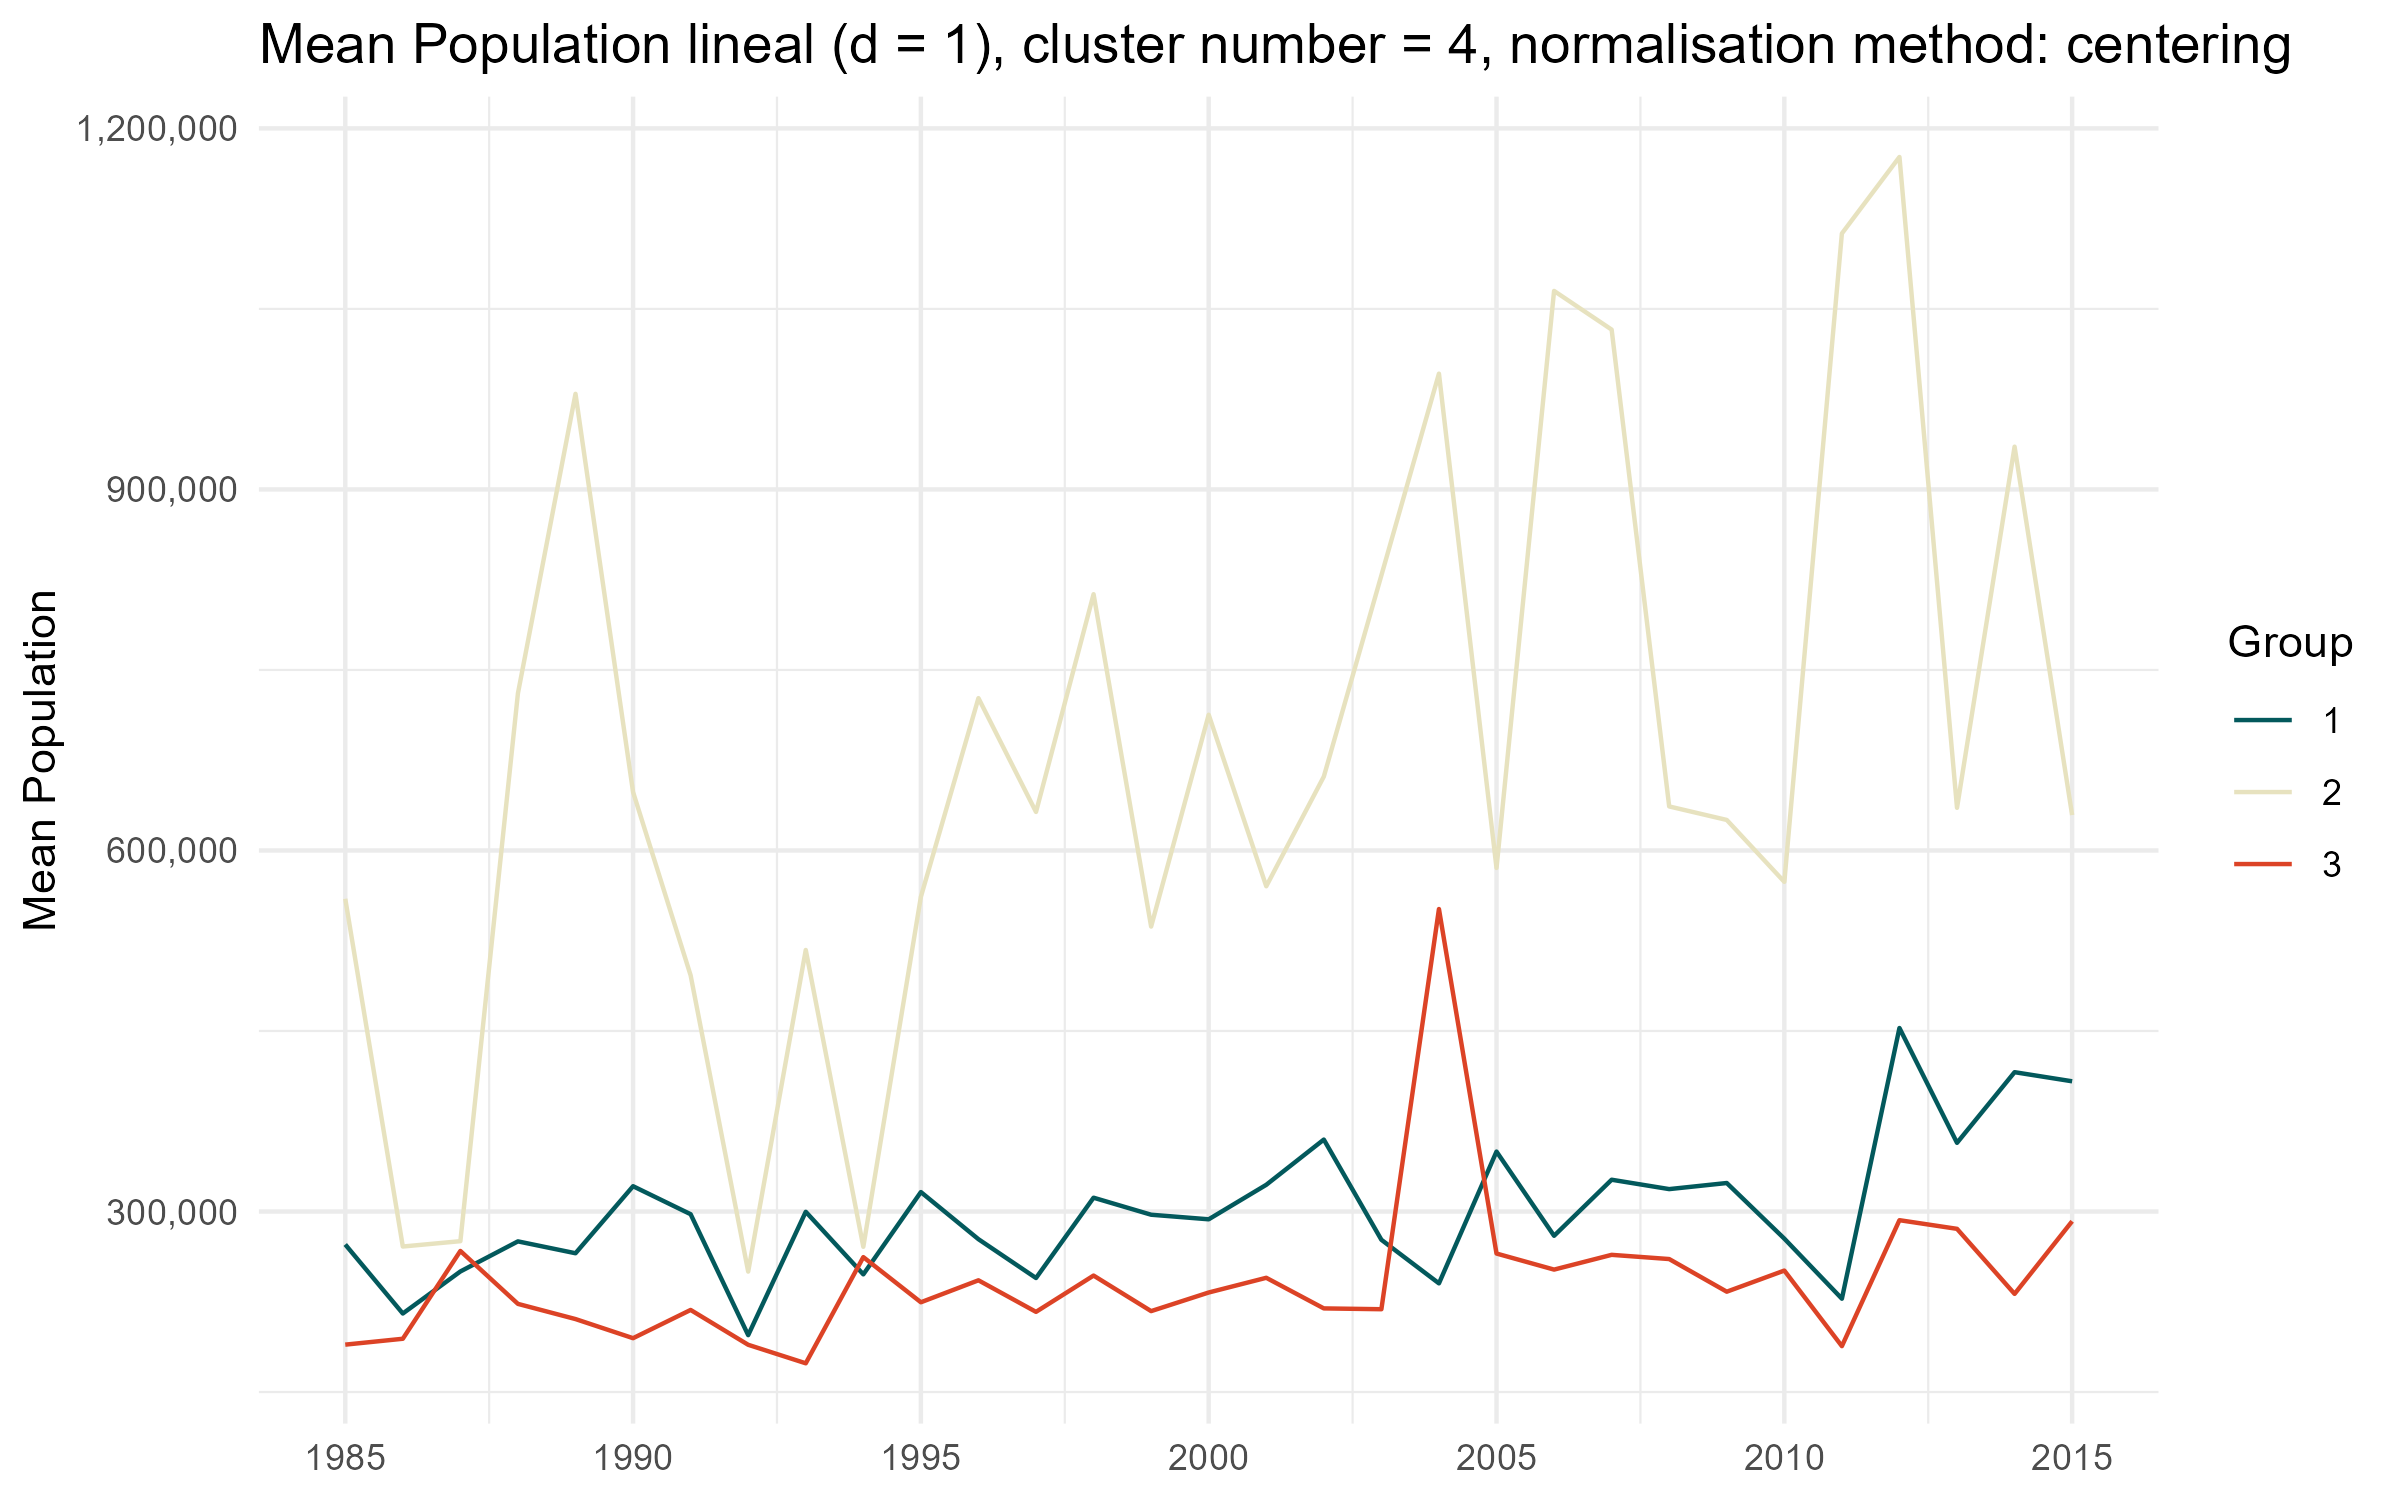 Mean Population lineal (d = 1), cluster number = 4, normalisation method: centering
1,200,000
900,000
600,000
300,000
Mean Population
1985 1990 1995 2000 2005 2010 2015
Group
1
2
3